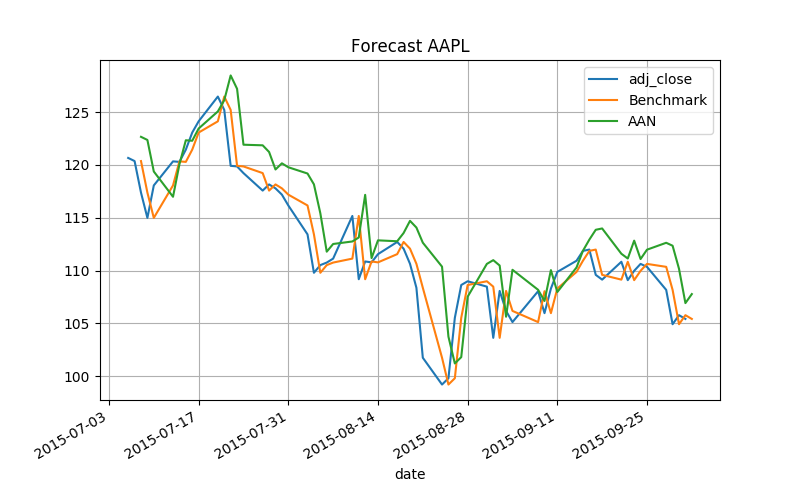 Forecast AAPL
adj_close
Benchmark
AAN
125
120
115
110
105
100
2015-07-03
2015-07-17
2015-07-31
2015-08-14
2015-08-28
2015-09-11
2015-09-25
date